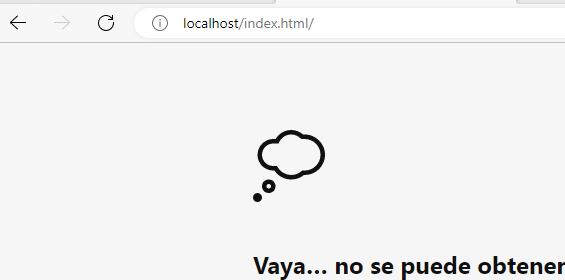 localhost/index.html/
Vaya... no se puede obtener